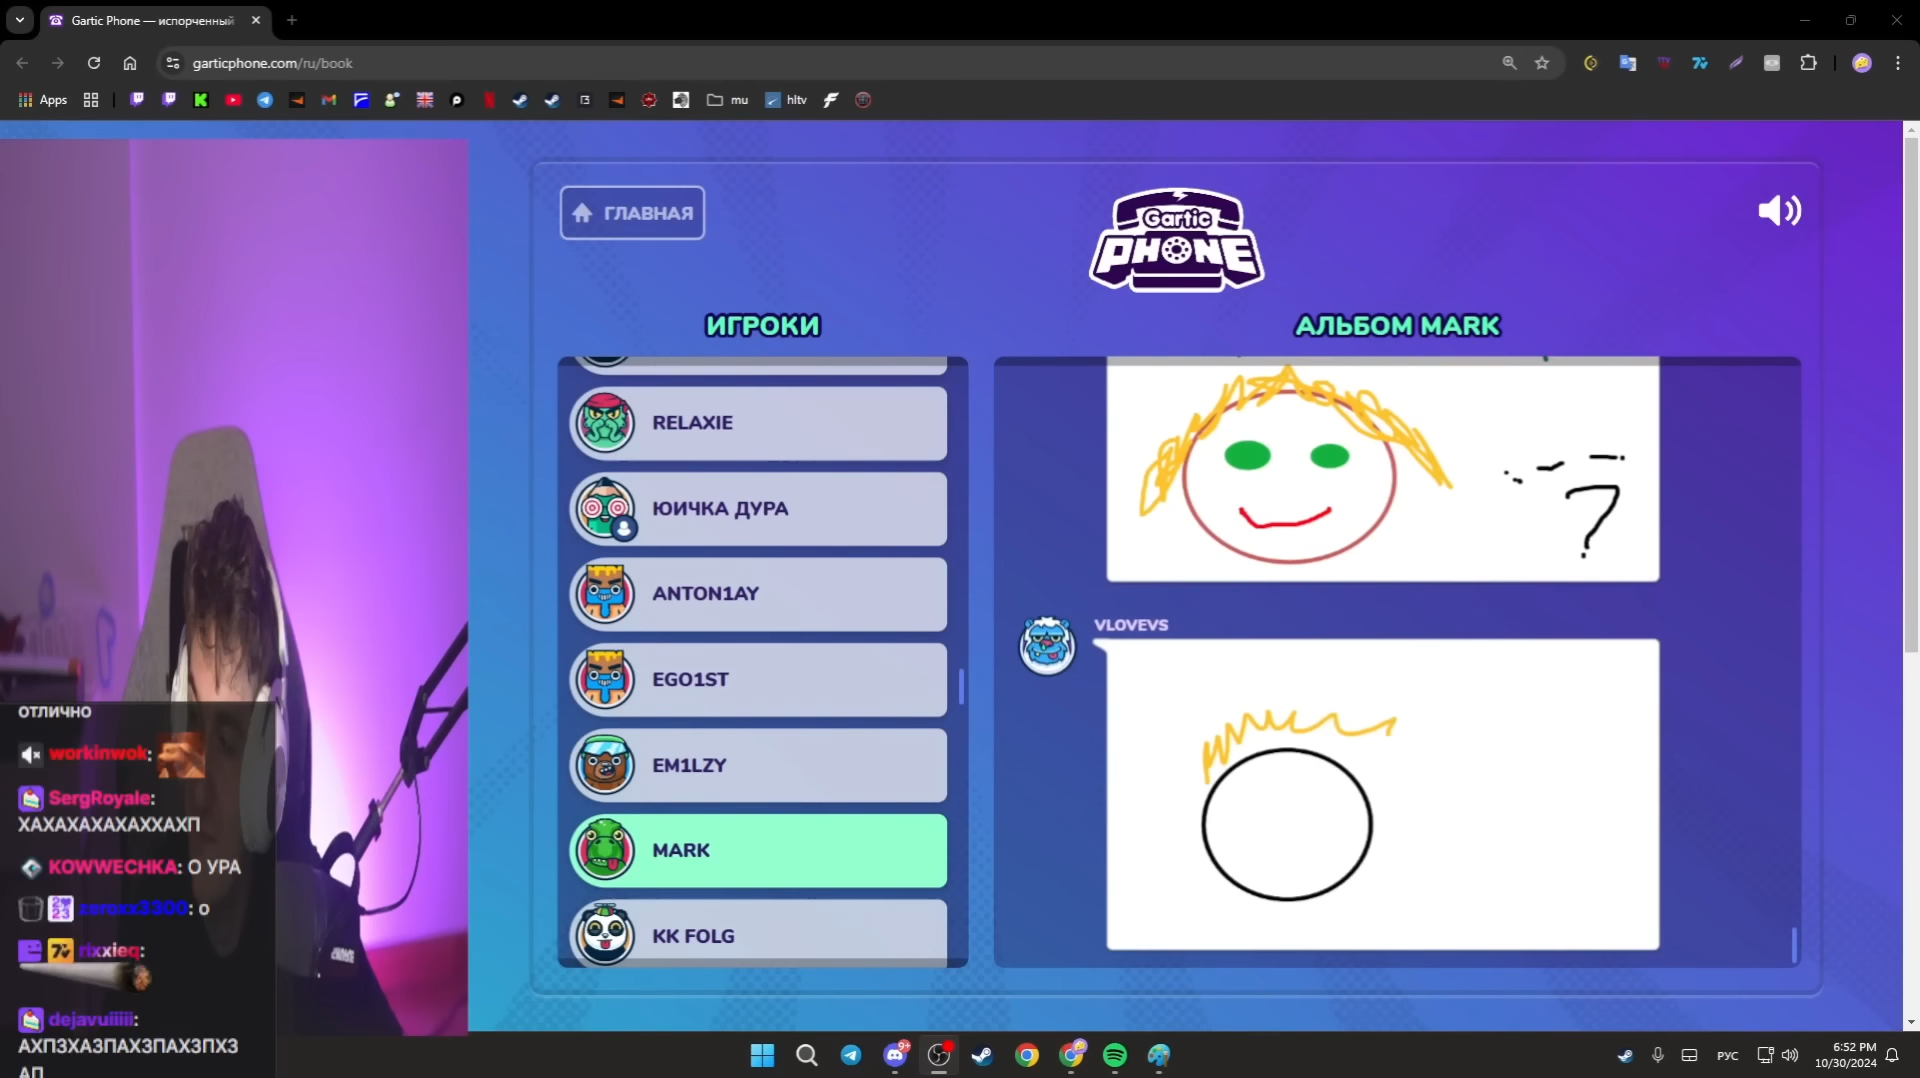 Gartic Phone — испорченный
garticphone.com/ru/book
Apps
mu
hltv
ГЛАВНАЯ
Gartic
PHONE
ИГРОКИ
АЛЬБОМ MARK
RELAXIE
ЮИЧКА ДУРА
ANTON1AY
EGO1ST
EM1LZY
MARK
KK FOLG
?
VLOVEVS
ОТЛИЧНО
workinwok:
SergRoyale:
ХАХАХАХАХАХХАХП
KOWWECHKA: О УРА
zeroxx3300: о
rixxieq:
dejavuiiiii:
АХПЗХАЗПАХЗПАХЗПХЗ
АП
9+
РУС
6:52 PM
10/30/2024